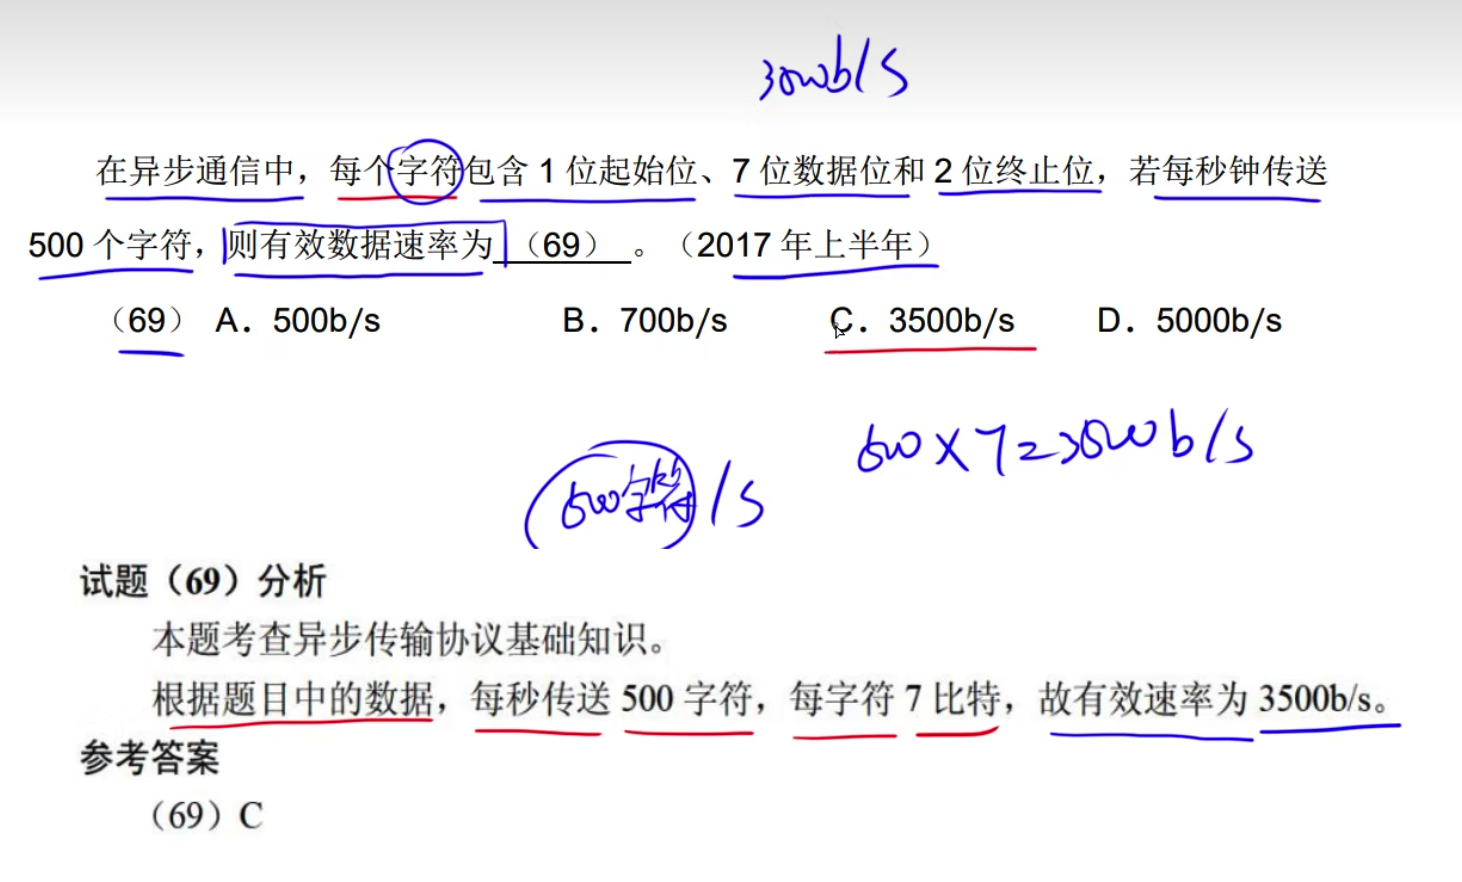 3500b/s
在异步通信中，每个字符包含 1 位起始位、7 位数据位和 2 位终止位，若每秒钟传送
500 个字符，则有效数据速率为（69）。（2017 年上半年）
（69） A．500b/s B．700b/s C．3500b/s D．5000b/s
500×7=3500b/s
500字符/s
试题（69）分析
本题考查异步传输协议基础知识。
根据题目中的数据，每秒传送 500 字符，每字符 7 比特，故有效速率为 3500b/s。
参考答案
（69）C